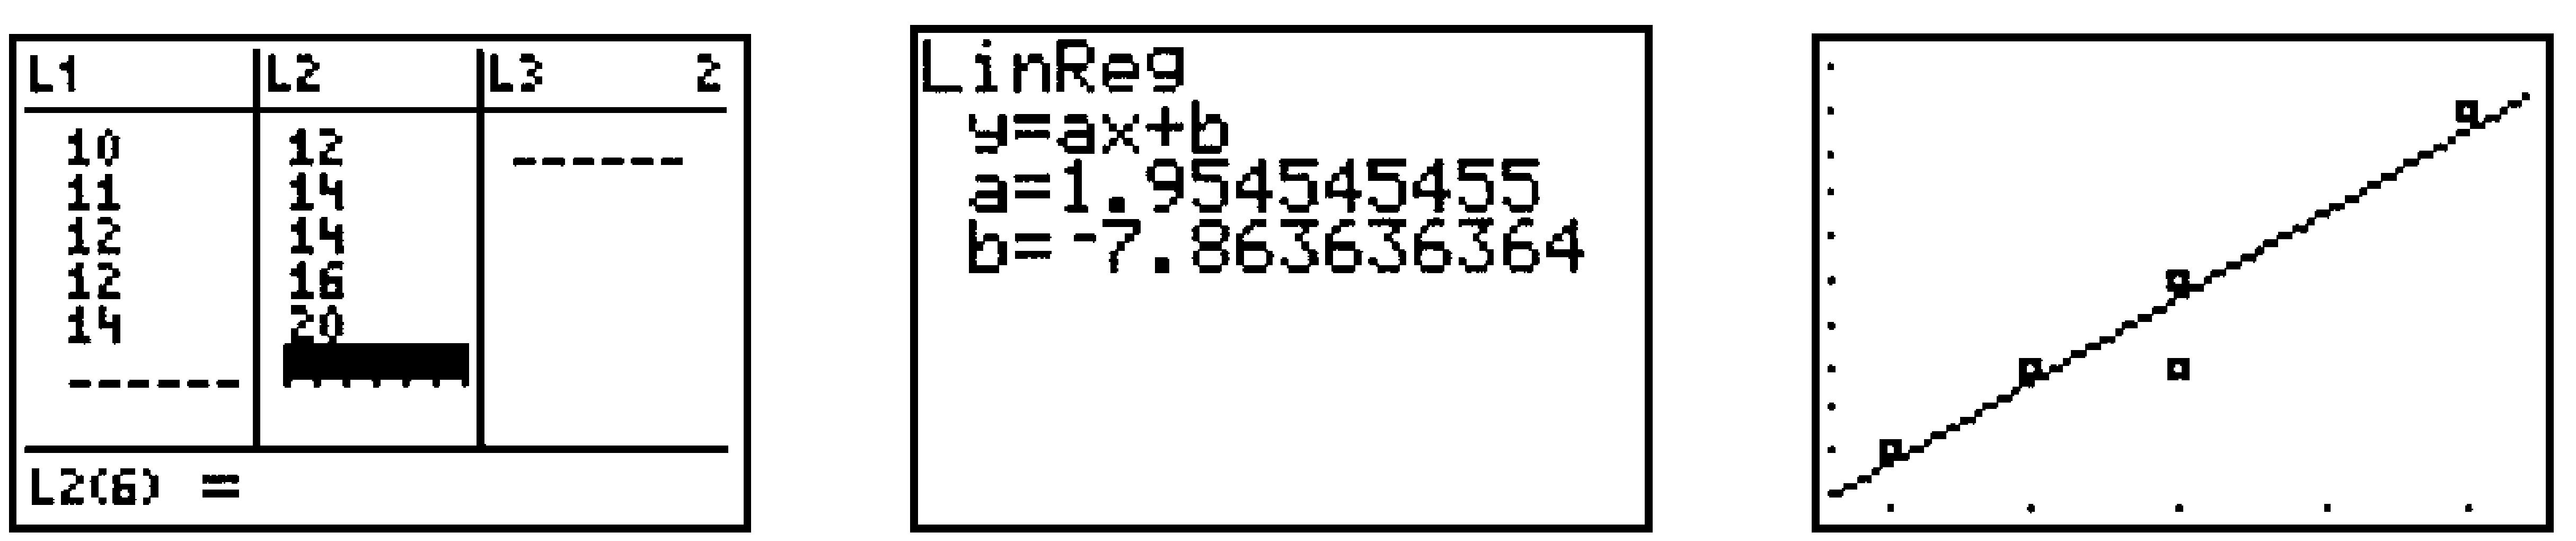 L1 L2 L3 2
10 12 ------
11 14
12 14
12 16
14 20
------
L2(6) =
LinReg
y=ax+b
a=1.954545455
b=-7.863636364